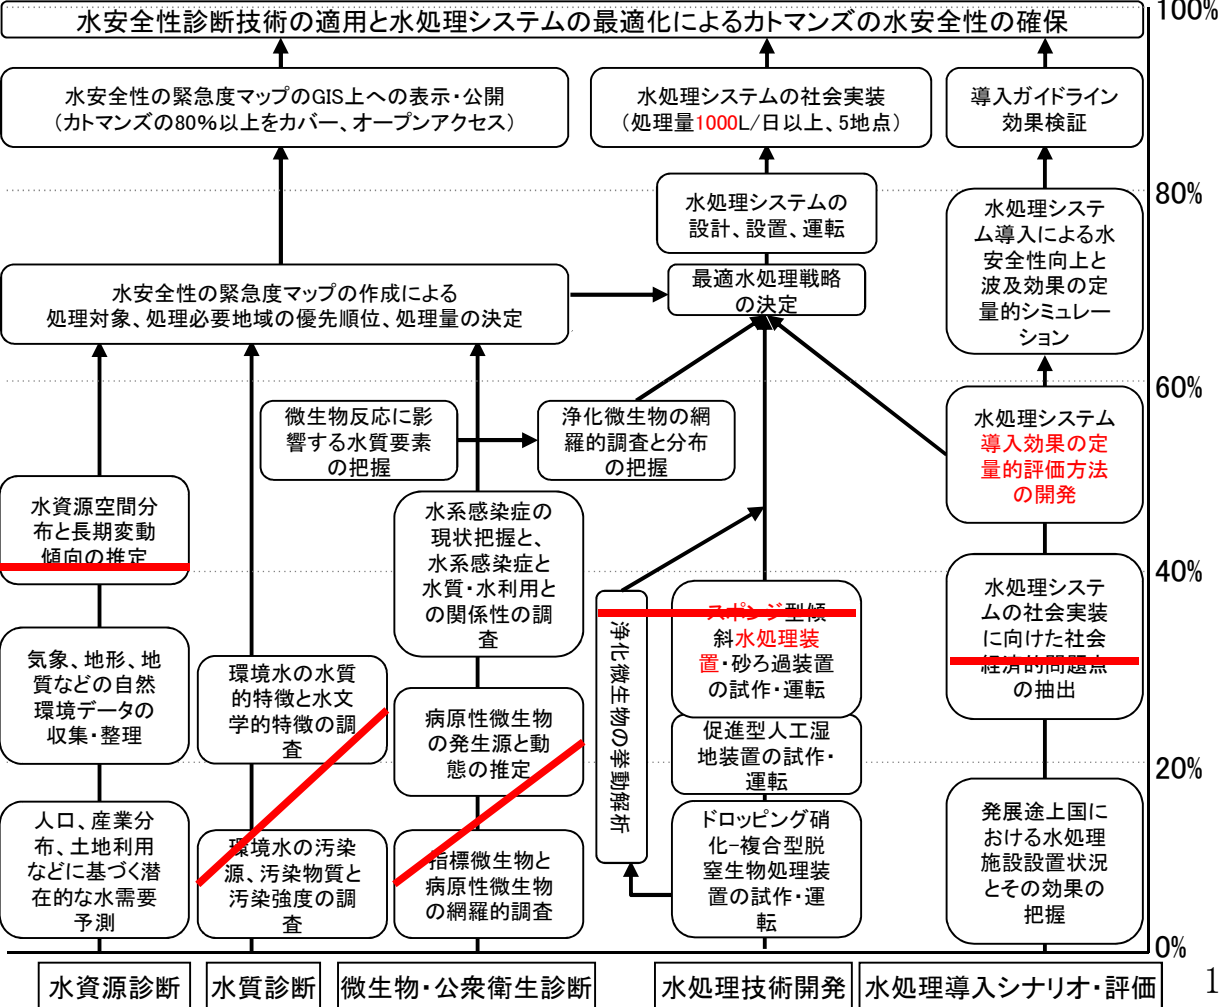 水安全性診断技術の適用と水処理システムの最適化によるカトマンズの水安全性の確保
100%
水安全性の緊急度マップのGIS上への表示・公開
（カトマンズの80%以上をカバー、オープンアクセス）
水処理システムの社会実装
（処理量1000L/日以上、5地点）
導入ガイドライン
効果検証
80%
水処理システムの
設計、設置、運転
水処理システ
ム導入による水
安全性向上と
波及効果の定
量的シミュレー
ション
水安全性の緊急度マップの作成による
処理対象、処理必要地域の優先順位、処理量の決定
最適水処理戦略
の決定
60%
微生物反応に影
響する水質要素
の把握
浄化微生物の網
羅的調査と分布
の把握
水処理システム
導入効果の定
量的評価方法
の開発
水資源空間分
布と長期変動
傾向の推定
水系感染症の
現状把握と、
水系感染症と
水質・水利用と
の関係性の調
査
40%
浄化微生物の挙動解析
スポンジ型傾
斜水処理装
置・砂ろ過装置
の試作・運転
水処理システ
ムの社会実装
に向けた社会
経済的問題点
の抽出
気象、地形、地
質などの自然
環境データの
収集・整理
環境水の水質
的特徴と水文
学的特徴の調
査
病原性微生物
の発生源と動
態の推定
促進型人工湿
地装置の試作・
運転
20%
人口、産業分
布、土地利用
などに基づく潜
在的な水需要
予測
環境水の汚染
源、汚染物質と
汚染強度の調
査
指標微生物と
病原性微生物
の網羅的調査
ドロッピング硝
化-複合型脱
窒生物処理装
置の試作・運
転
発展途上国に
おける水処理
施設設置状況
とその効果の
把握
0%
水資源診断
水質診断
微生物・公衆衛生診断
水処理技術開発
水処理導入シナリオ・評価
1